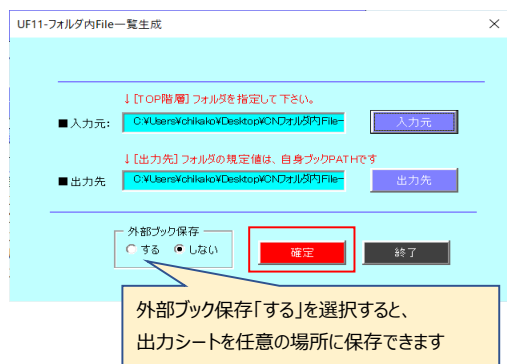 UF11-フォルダ内File一覧生成
↓[TOP階層]フォルダを指定して下さい。
■入力元: C:¥Users¥chikako¥Desktop¥CNフォルダ内File一 入力元
↓[出力先]フォルダの規定値は、自身ブックPATHです
■出力先 C:¥Users¥chikako¥Desktop¥CNフォルダ内File一 出力先
外部ブック保存
する しない 確定 終了
外部ブック保存「する」を選択すると、
出力シートを任意の場所に保存できます